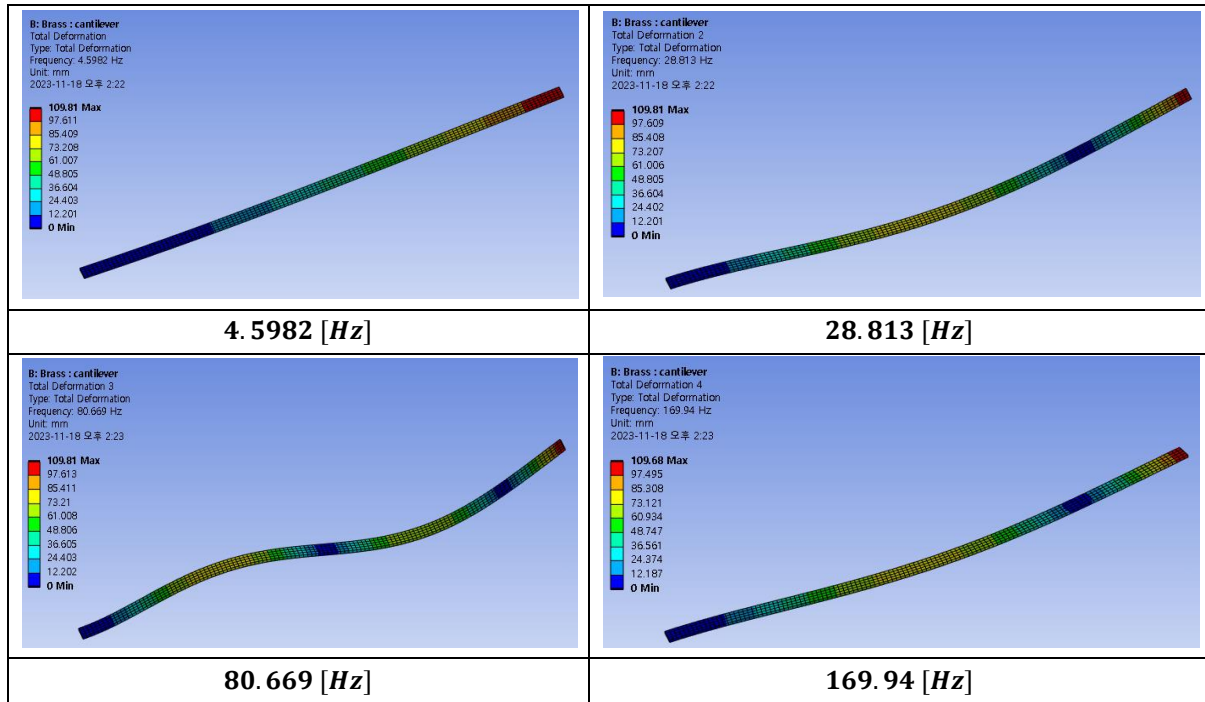 B: Brass : cantilever
Total Deformation
Type: Total Deformation
Frequency: 4.5982 Hz
Unit: mm
2023-11-18 오후 2:22
109.81 Max
97.611
85.409
73.208
61.007
48.805
36.604
24.403
12.201
0 Min
B: Brass : cantilever
Total Deformation 2
Type: Total Deformation
Frequency: 28.813 Hz
Unit: mm
2023-11-18 오후 2:22
109.81 Max
97.609
85.408
73.207
61.006
48.805
36.604
24.402
12.201
0 Min
4.5982 [Hz]
28.813 [Hz]
B: Brass : cantilever
Total Deformation 3
Type: Total Deformation
Frequency: 80.669 Hz
Unit: mm
2023-11-18 오후 2:23
109.81 Max
97.613
85.411
73.21
61.008
48.806
36.605
24.403
12.202
0 Min
B: Brass : cantilever
Total Deformation 4
Type: Total Deformation
Frequency: 169.94 Hz
Unit: mm
2023-11-18 오후 2:23
109.68 Max
97.495
85.308
73.121
60.934
48.747
36.561
24.374
12.187
0 Min
80.669 [Hz]
169.94 [Hz]